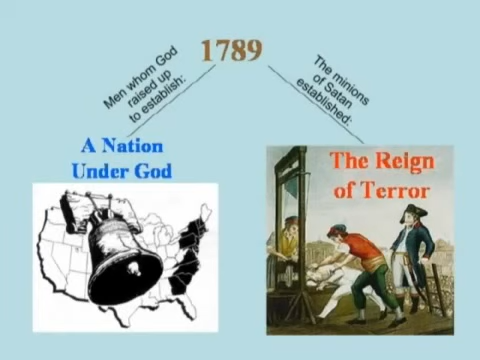 1789
Men whom God
raised up
to establish:
The minions
of Satan
established:
A Nation
Under God
The Reign
of Terror